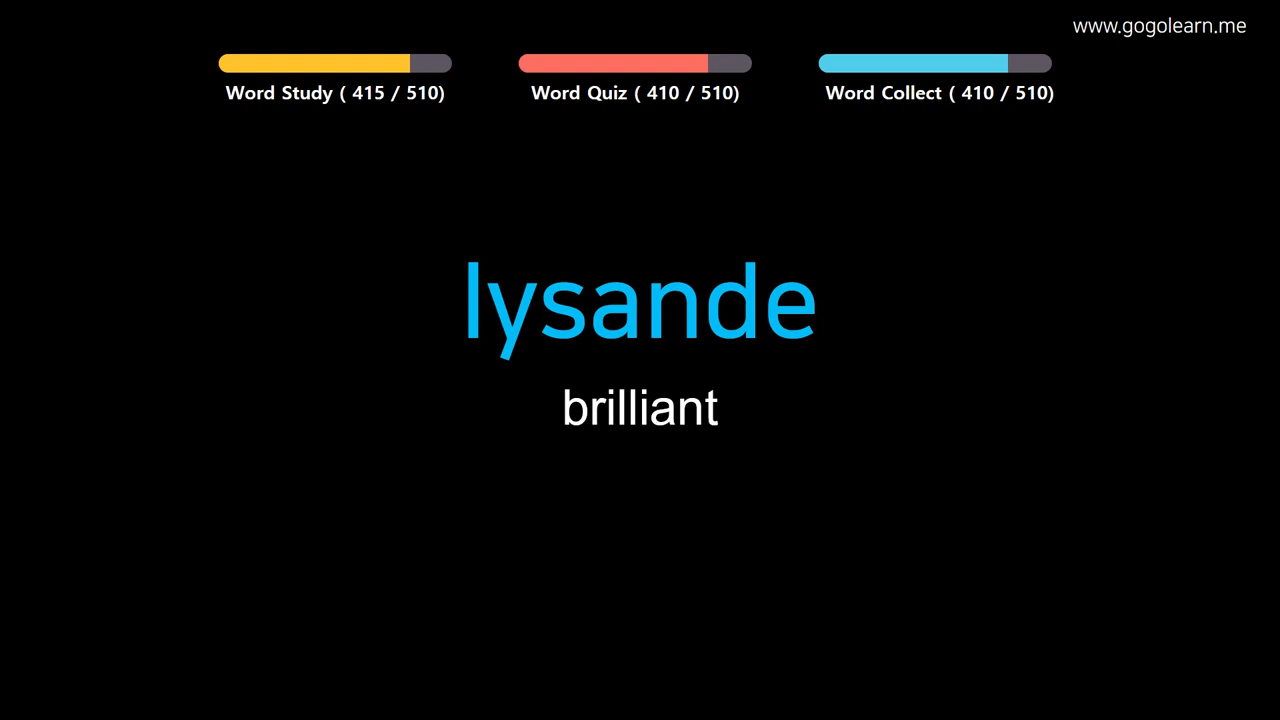 www.gogolearn.me
Word Study ( 415 / 510)
Word Quiz ( 410 / 510)
Word Collect ( 410 / 510)
lysande
brilliant